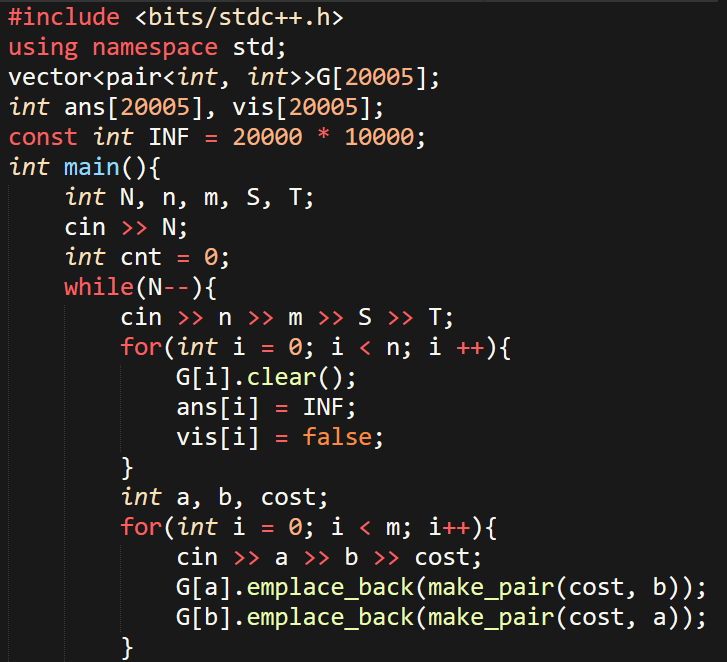 #include <bits/stdc++.h>
using namespace std;
vector<pair<int, int>>G[20005];
int ans[20005], vis[20005];
const int INF = 20000 * 10000;
int main(){
    int N, n, m, S, T;
    cin >> N;
    int cnt = 0;
    while(N--){
        cin >> n >> m >> S >> T;
        for(int i = 0; i < n; i ++){
            G[i].clear();
            ans[i] = INF;
            vis[i] = false;
        }
        int a, b, cost;
        for(int i = 0; i < m; i++){
            cin >> a >> b >> cost;
            G[a].emplace_back(make_pair(cost, b));
            G[b].emplace_back(make_pair(cost, a));
        }